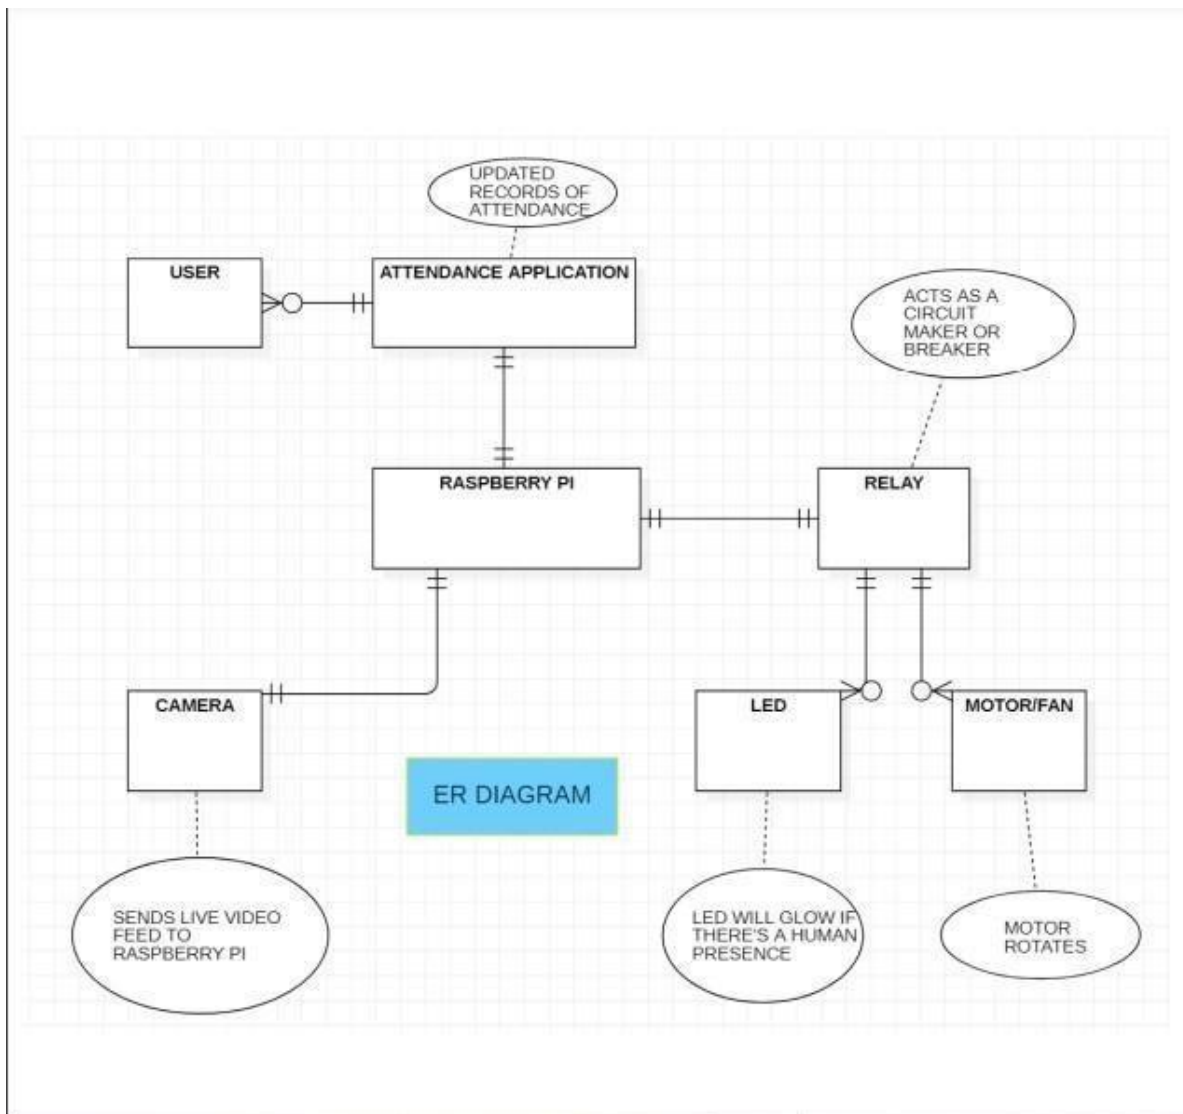 UPDATED
RECORDS OF
ATTENDANCE
USER
ATTENDANCE APPLICATION
ACTS AS A
CIRCUIT
MAKER OR
BREAKER
RASPBERRY PI
RELAY
CAMERA
LED
MOTOR/FAN
ER DIAGRAM
SENDS LIVE VIDEO
FEED TO
RASPBERRY PI
LED WILL GLOW IF
THERE'S A HUMAN
PRESENCE
MOTOR
ROTATES